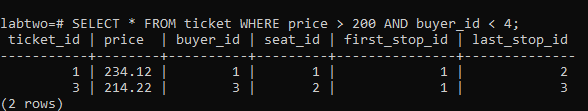 labtwo=# SELECT * FROM ticket WHERE price > 200 AND buyer_id < 4;
 ticket_id | price  | buyer_id | seat_id | first_stop_id | last_stop_id
-----------+--------+----------+---------+---------------+--------------
         1 | 234.12 |        1 |       1 |             1 |            2
         3 | 214.22 |        3 |       2 |             1 |            3
(2 rows)